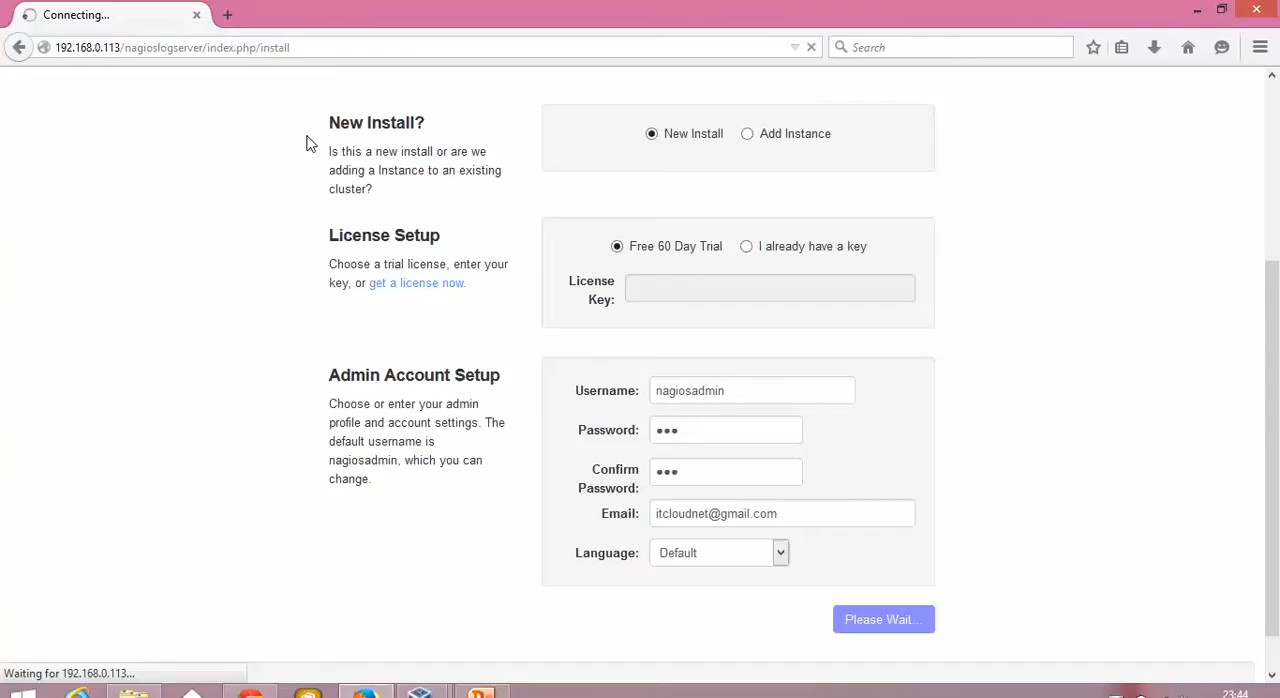 Connecting...
192.168.0.113/nagioslogserver/index.php/install
Search
New Install?
Is this a new install or are we
adding a Instance to an existing
cluster?
New Install
Add Instance
License Setup
Choose a trial license, enter your
key, or get a license now.
Free 60 Day Trial
I already have a key
License
Key:
Admin Account Setup
Choose or enter your admin
profile and account settings. The
default username is
nagiosadmin, which you can
change.
Username:
nagiosadmin
Password:
Confirm
Password:
Email:
itcloudnet@gmail.com
Language:
Default
Please Wait...
Waiting for 192.168.0.113...
23:44